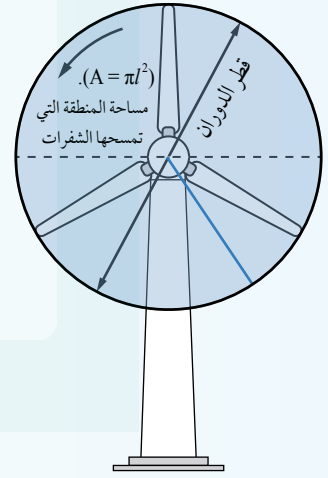 (A = πl²).
مساحة المنطقة التي
تمسحها الشفرات
قطر الدوران